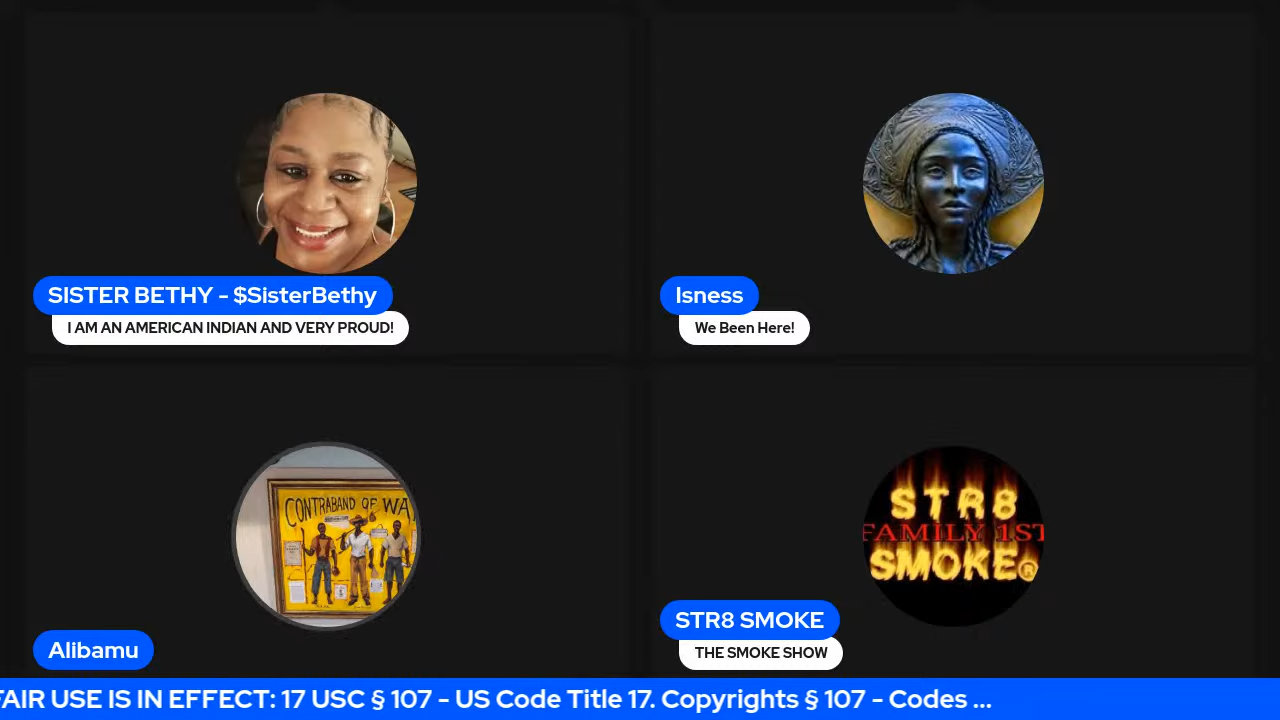 SISTER BETHY - $SisterBethy
I AM AN AMERICAN INDIAN AND VERY PROUD!
Isness
We Been Here!
CONTRABAND OF WA
Alibamu
STR8
FAMILY 1ST
SMOKE®
STR8 SMOKE
THE SMOKE SHOW
FAIR USE IS IN EFFECT: 17 USC § 107 - US Code Title 17. Copyrights § 107 - Codes ...